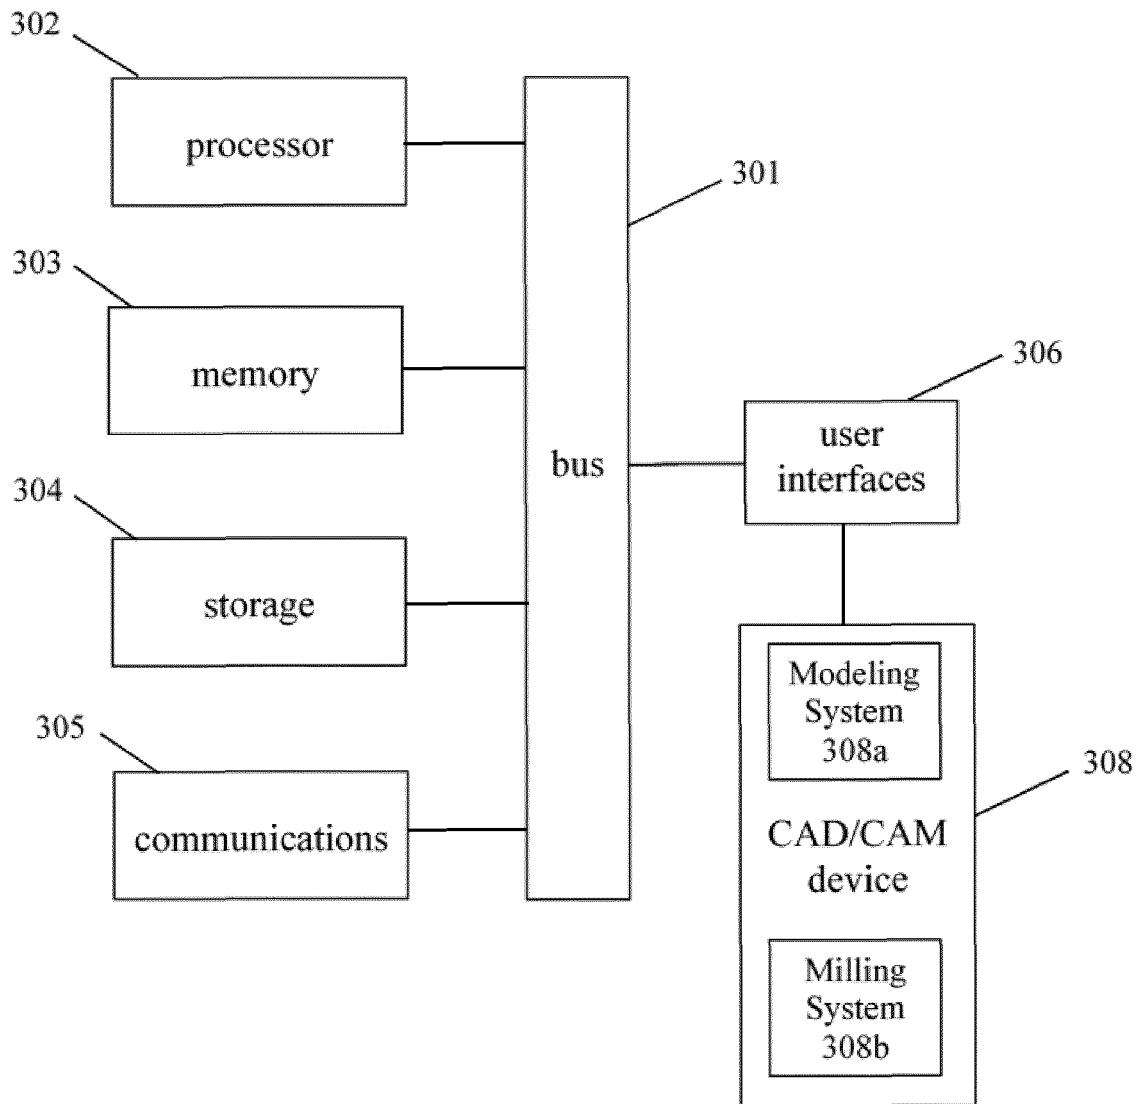 302
processor
301
303
memory
306
user
interfaces
bus
304
storage
Modeling
System
308a
305
308
communications
CAD/CAM
device
Milling
System
308b